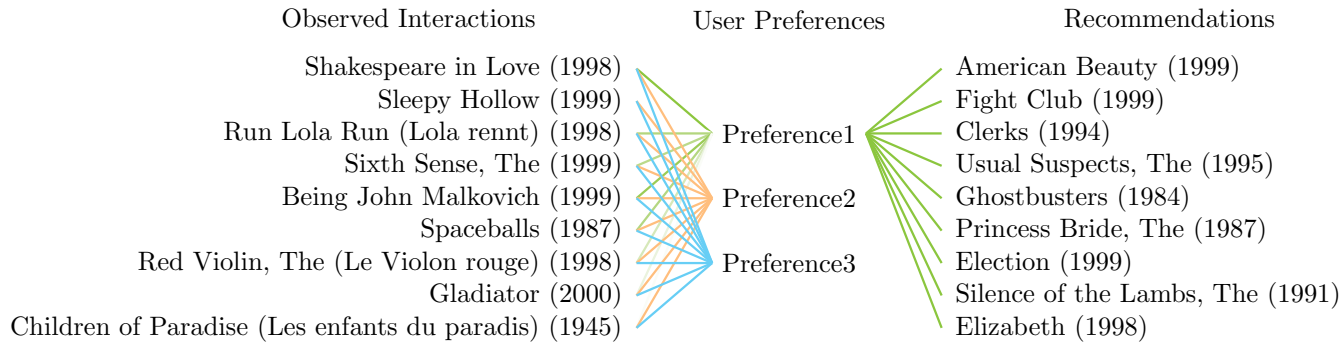 Observed Interactions
User Preferences
Recommendations
Shakespeare in Love (1998)
Sleepy Hollow (1999)
Run Lola Run (Lola rennt) (1998)
Sixth Sense, The (1999)
Being John Malkovich (1999)
Spaceballs (1987)
Red Violin, The (Le Violon rouge) (1998)
Gladiator (2000)
Children of Paradise (Les enfants du paradis) (1945)
Preference1
Preference2
Preference3
American Beauty (1999)
Fight Club (1999)
Clerks (1994)
Usual Suspects, The (1995)
Ghostbusters (1984)
Princess Bride, The (1987)
Election (1999)
Silence of the Lambs, The (1991)
Elizabeth (1998)